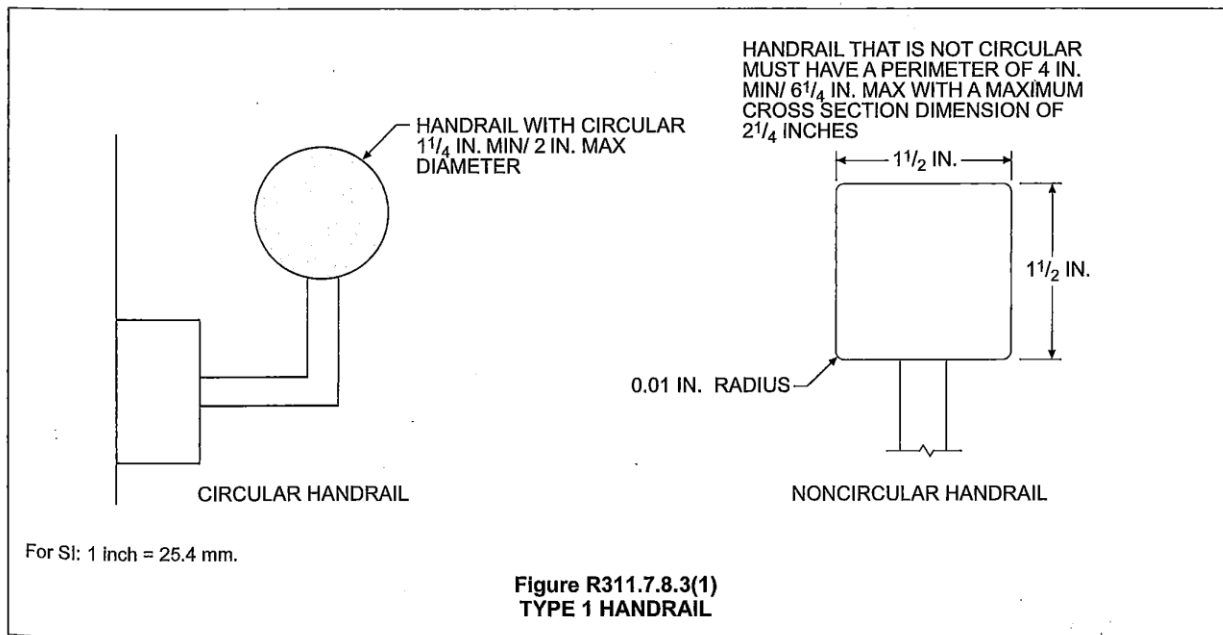 HANDRAIL THAT IS NOT CIRCULAR
MUST HAVE A PERIMETER OF 4 IN.
MIN/ 6 1/4 IN. MAX WITH A MAXIMUM
CROSS SECTION DIMENSION OF
2 1/4 INCHES
HANDRAIL WITH CIRCULAR
1 1/4 IN. MIN/ 2 IN. MAX
DIAMETER
1 1/2 IN.
1 1/2 IN.
0.01 IN. RADIUS
CIRCULAR HANDRAIL
NONCIRCULAR HANDRAIL
For SI: 1 inch = 25.4 mm.
Figure R311.7.8.3(1)
TYPE 1 HANDRAIL